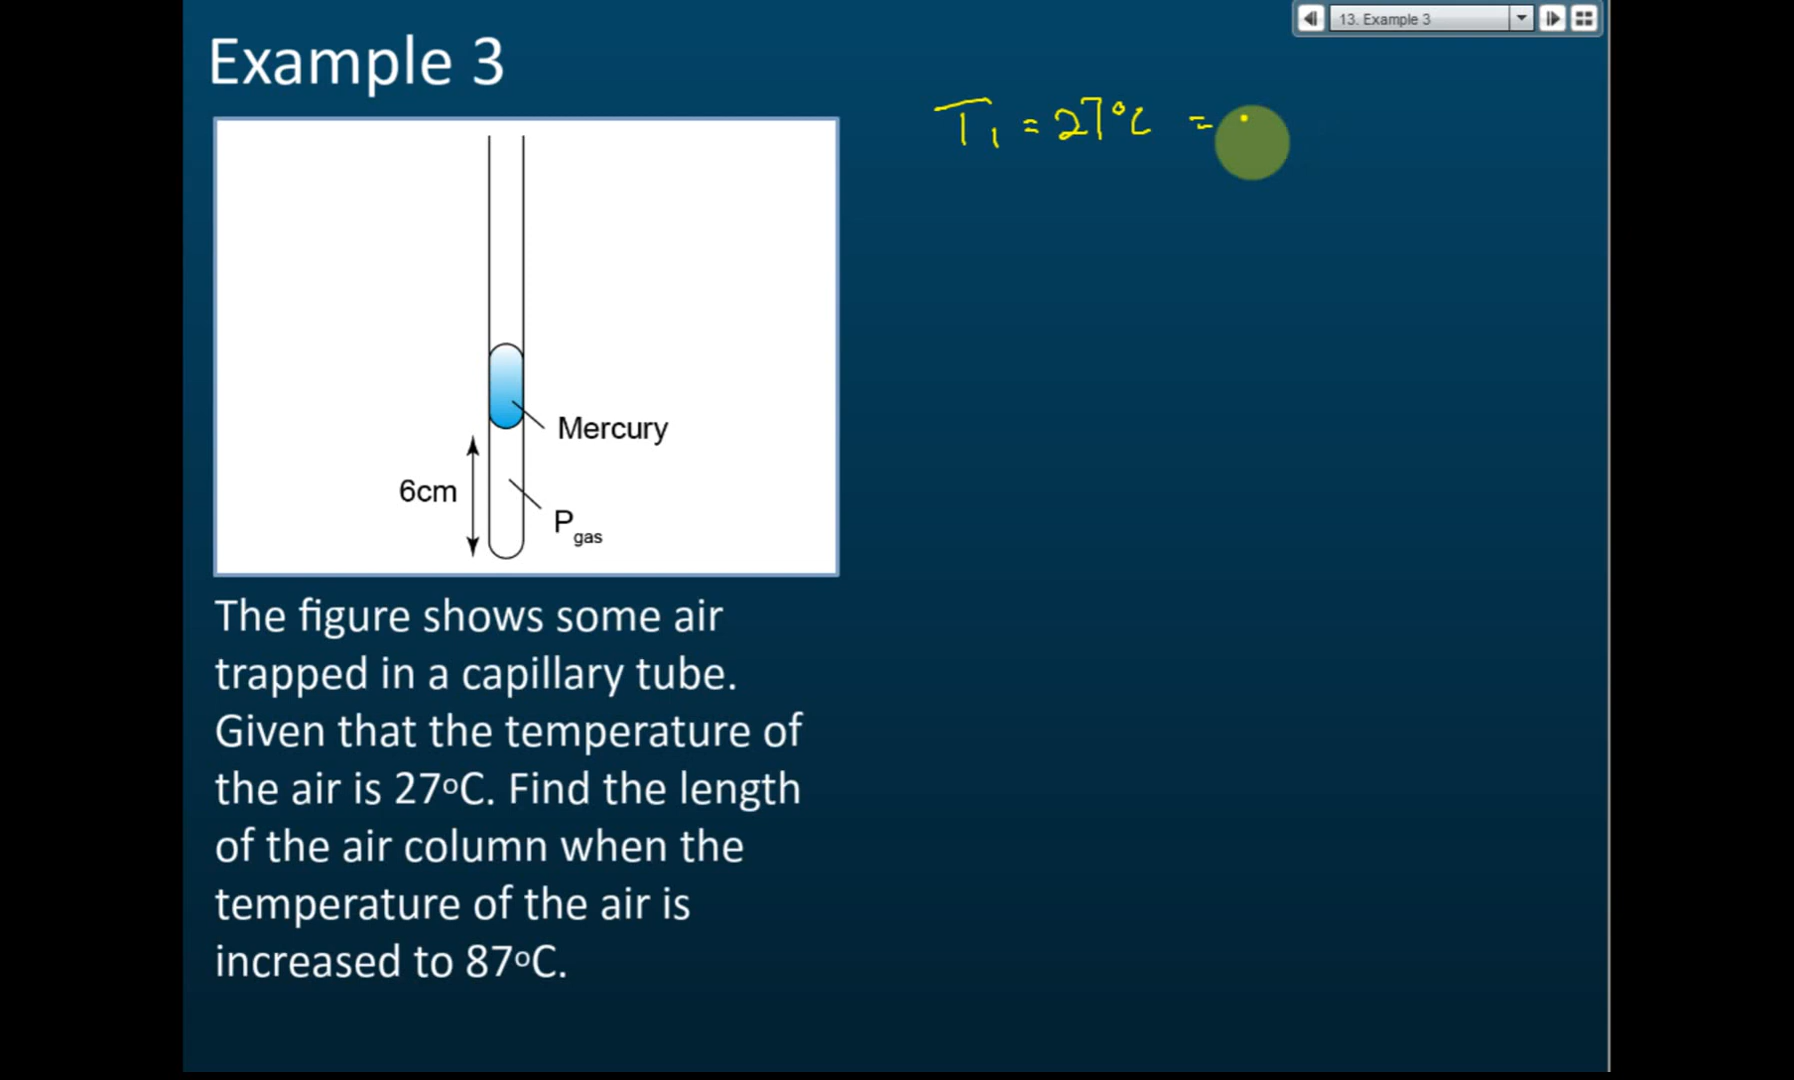 13. Example 3
Example 3
T₁ = 27°C =
Mercury
6cm
P
gas
The figure shows some air
trapped in a capillary tube.
Given that the temperature of
the air is 27°C. Find the length
of the air column when the
temperature of the air is
increased to 87°C.